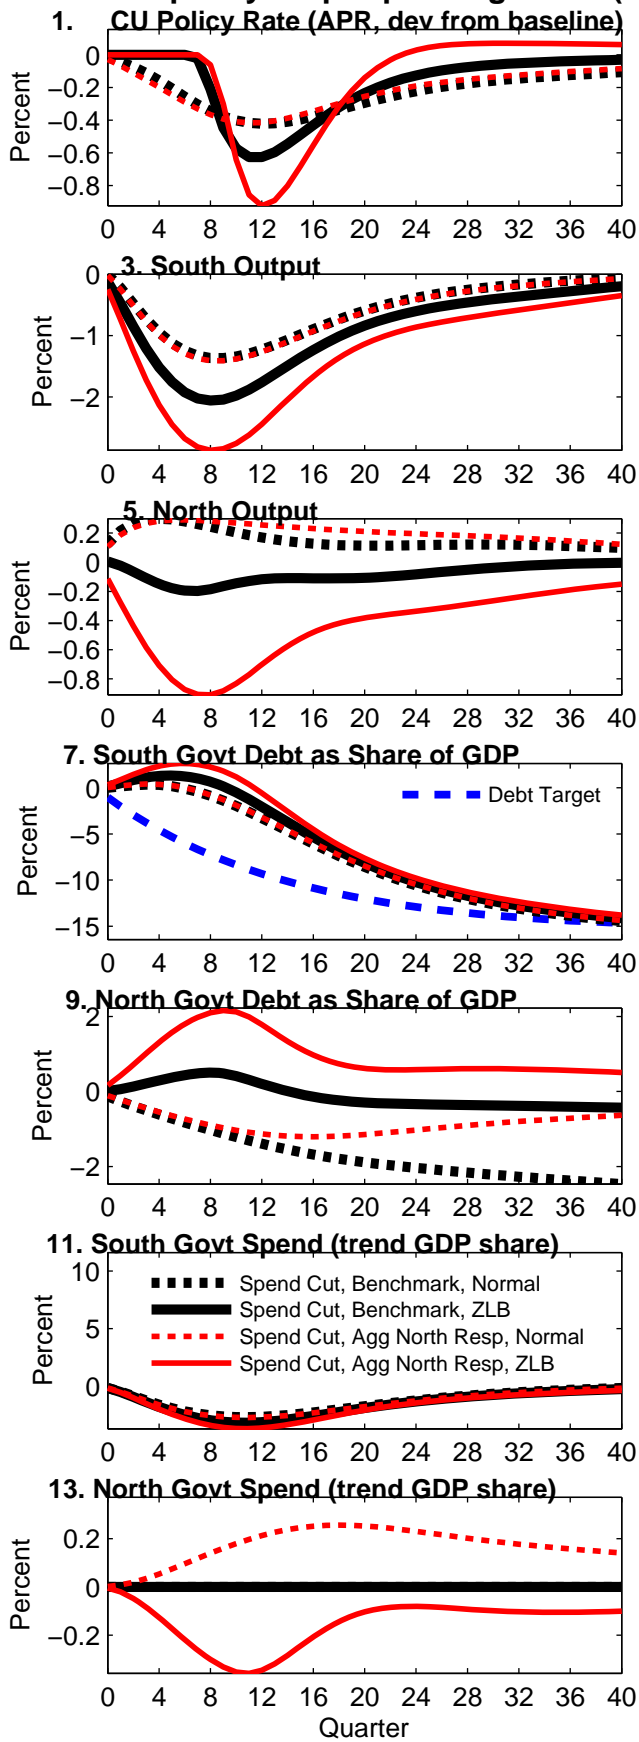 1. CU Policy Rate (APR, dev from baseline)
Percent
0
−0.2
−0.4
−0.6
−0.8
0 4 8 12 16 20 24 28 32 36 40
3. South Output
Percent
0
−1
−2
0 4 8 12 16 20 24 28 32 36 40
5. North Output
Percent
0.2
0
−0.2
−0.4
−0.6
−0.8
0 4 8 12 16 20 24 28 32 36 40
7. South Govt Debt as Share of GDP
Percent
0
−5
−10
−15
Debt Target
0 4 8 12 16 20 24 28 32 36 40
9. North Govt Debt as Share of GDP
Percent
2
0
−2
0 4 8 12 16 20 24 28 32 36 40
11. South Govt Spend (trend GDP share)
10
5
0
Spend Cut, Benchmark, Normal
Spend Cut, Benchmark, ZLB
Spend Cut, Agg North Resp, Normal
Spend Cut, Agg North Resp, ZLB
0 4 8 12 16 20 24 28 32 36 40
13. North Govt Spend (trend GDP share)
Percent
0.2
0
−0.2
0 4 8 12 16 20 24 28 32 36 40
Quarter